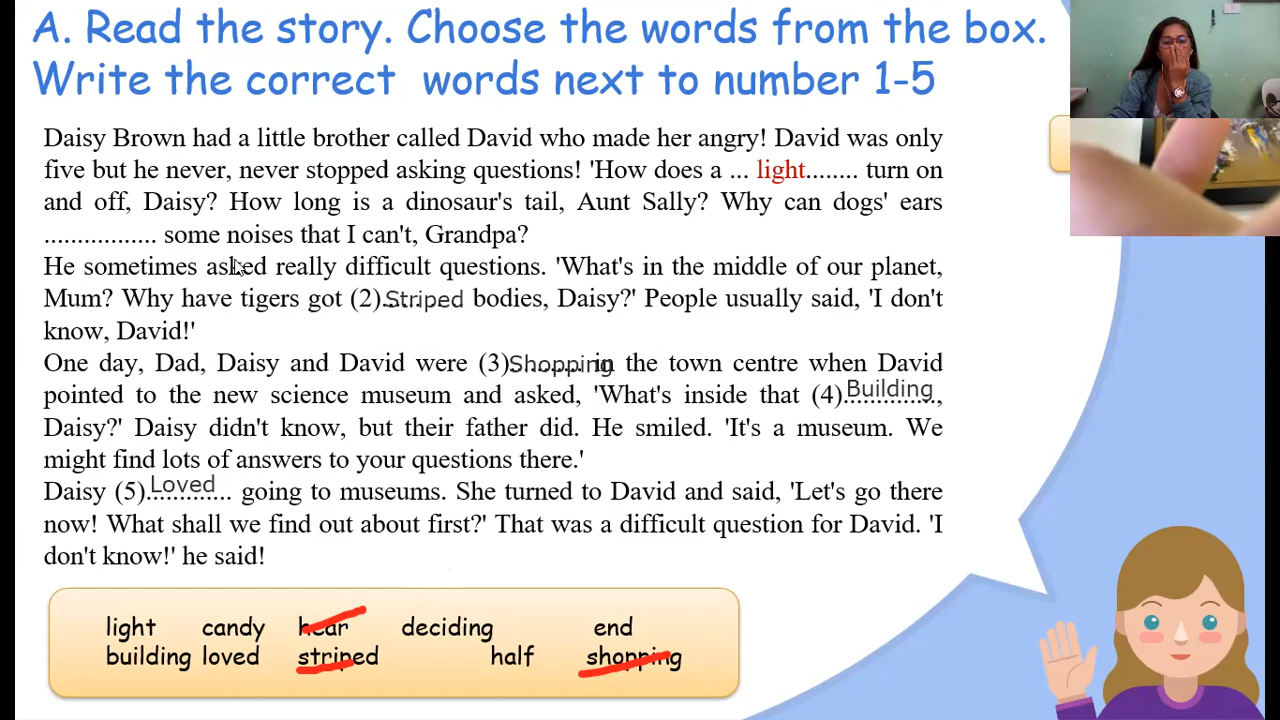 A. Read the story. Choose the words from the box.
Write the correct words next to number 1-5
Daisy Brown had a little brother called David who made her angry! David was only
five but he never, never stopped asking questions! 'How does a ... light........ turn on
and off, Daisy? How long is a dinosaur's tail, Aunt Sally? Why can dogs' ears
................. some noises that I can't, Grandpa?
He sometimes asked really difficult questions. 'What's in the middle of our planet,
Mum? Why have tigers got (2)..Striped bodies, Daisy?' People usually said, 'I don't
know, David!'
One day, Dad, Daisy and David were (3).Shopping in the town centre when David
pointed to the new science museum and asked, 'What's inside that (4)Building,
Daisy?' Daisy didn't know, but their father did. He smiled. 'It's a museum. We
might find lots of answers to your questions there.'
Daisy (5)Loved going to museums. She turned to David and said, 'Let's go there
now! What shall we find out about first?' That was a difficult question for David. 'I
don't know!' he said!
light candy hear deciding end
building loved striped half shopping